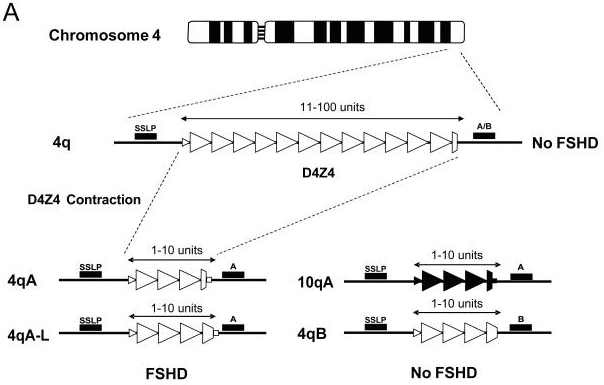 A
Chromosome 4
11-100 units
SSLP
A/B
4q
No FSHD
D4Z4
D4Z4 Contraction
1-10 units
1-10 units
SSLP
A
SSLP
A
4qA
10qA
1-10 units
1-10 units
SSLP
A
SSLP
B
4qA-L
4qB
FSHD
No FSHD